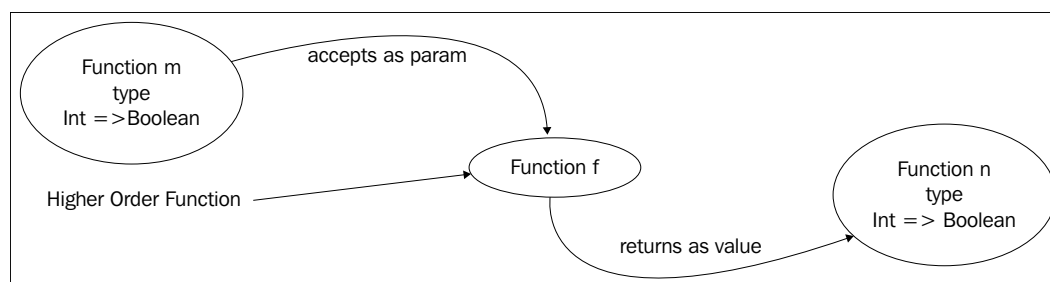 Function m
type
Int =>Boolean
accepts as param
Function f
Higher Order Function
Function n
type
Int => Boolean
returns as value